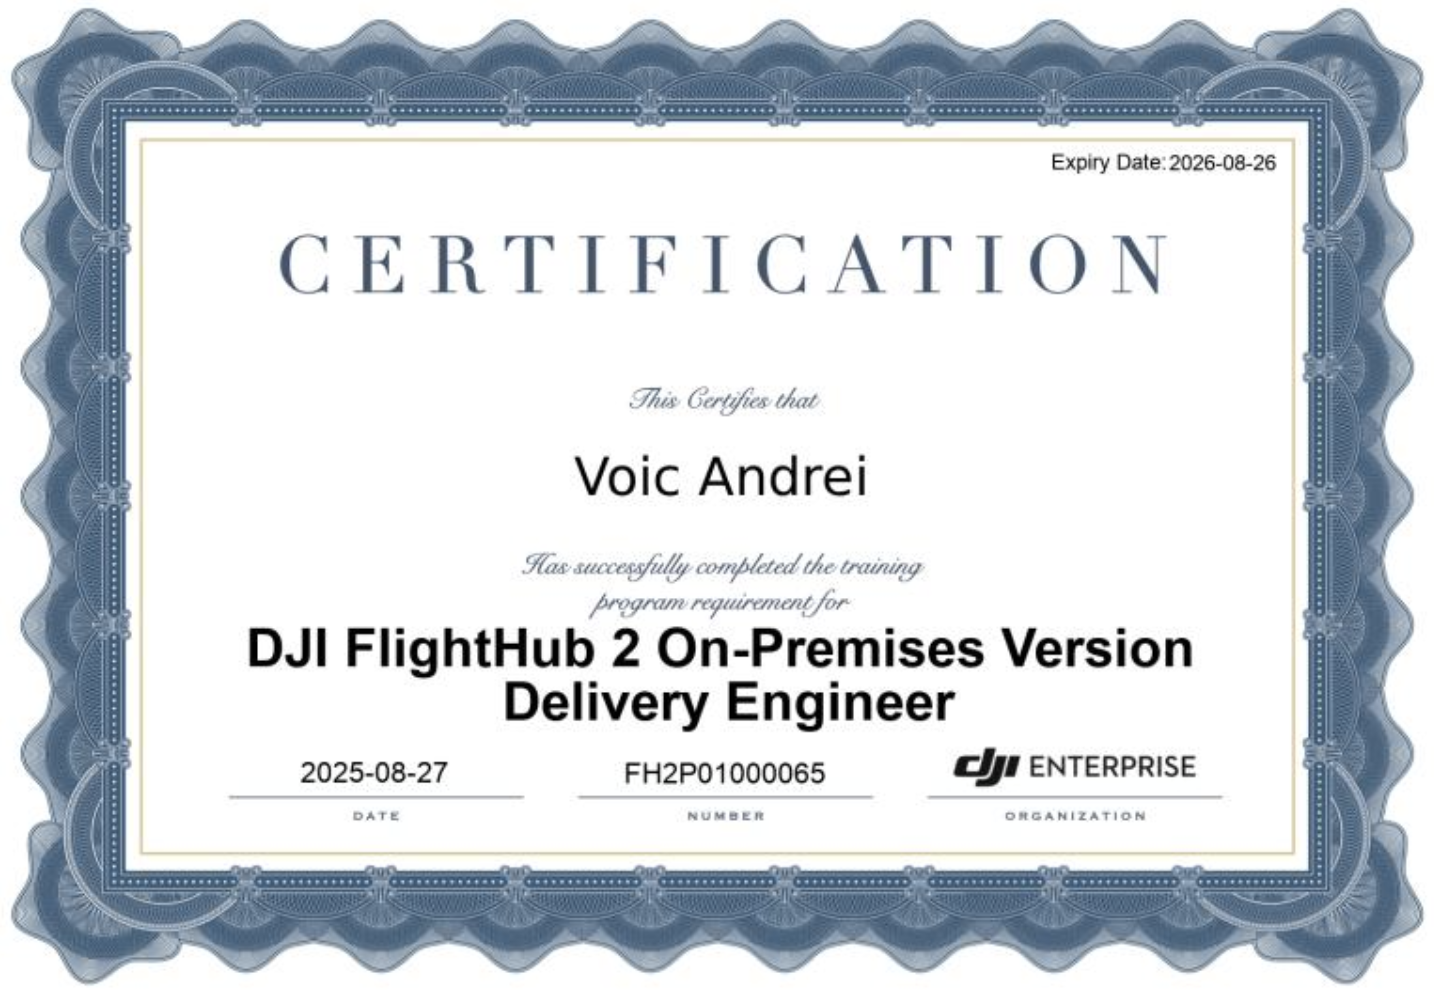 Expiry Date: 2026-08-26
CERTIFICATION
This Certifies that
Voic Andrei
Has successfully completed the training
program requirement for
DJI FlightHub 2 On-Premises Version
Delivery Engineer
2025-08-27
DATE
FH2P01000065
NUMBER
dji ENTERPRISE
ORGANIZATION